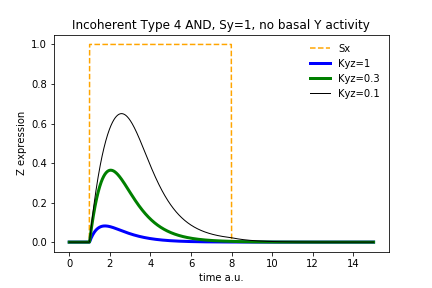 Incoherent Type 4 AND, Sy=1, no basal Y activity
Z expression
1.0
0.8
0.6
0.4
0.2
0.0
Sx
Kyz=1
Kyz=0.3
Kyz=0.1
0 2 4 6 8 10 12 14
time a.u.